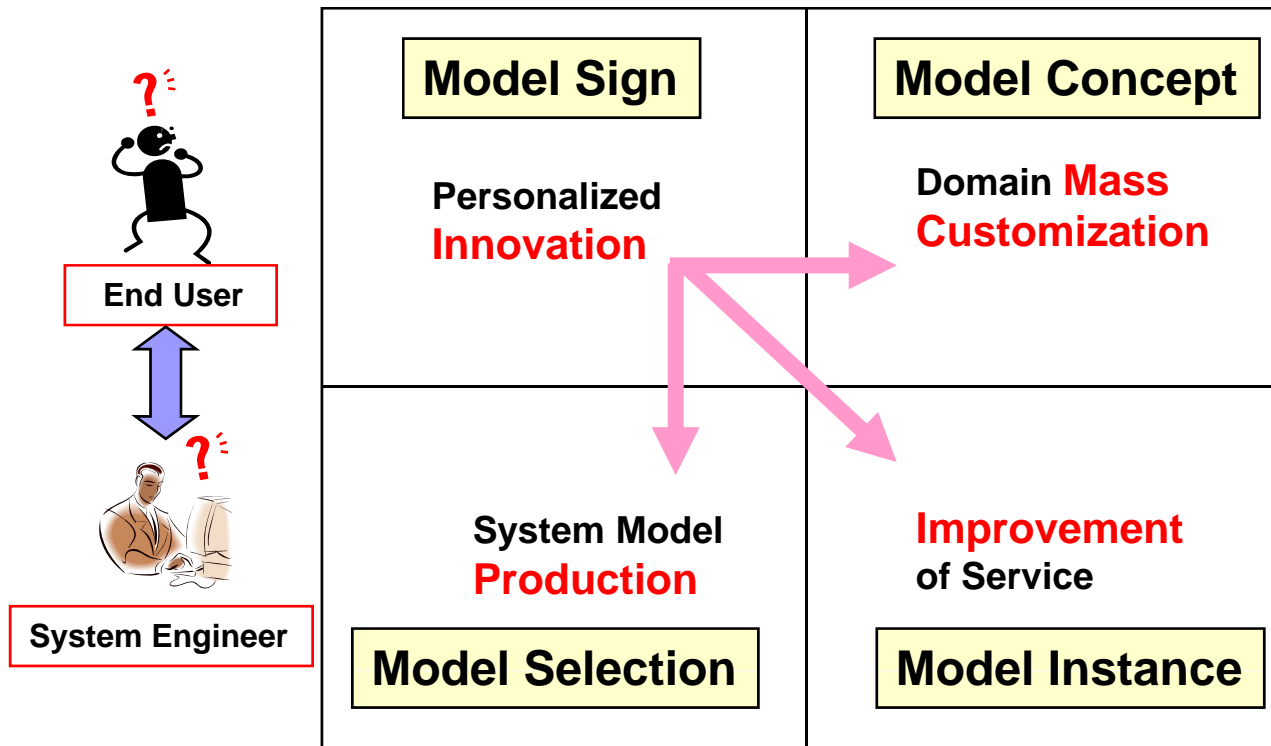 ?
End User
?
System Engineer
Model Sign
Personalized
Innovation
Model Concept
Domain Mass
Customization
System Model
Production
Model Selection
Improvement
of Service
Model Instance